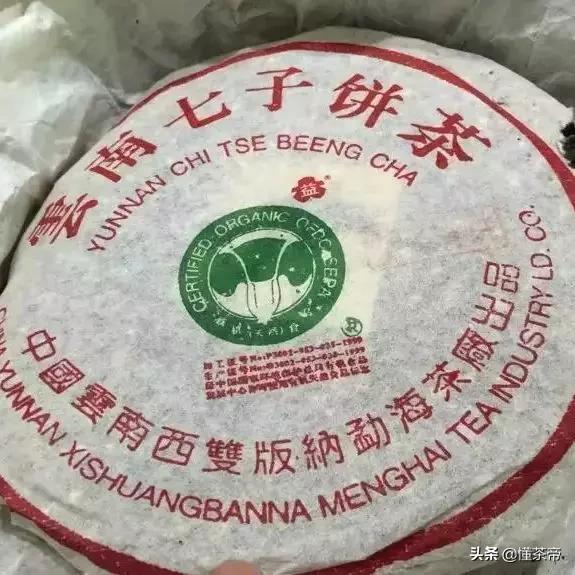 雲南七子饼茶
YUNNAN CHI TSE BEENG CHA
益
CERTIFIED ORGANIC OFDC SEPA
R
中國雲南西雙版納勐海茶廠出品
CHINA YUNNAN XISHUANGBANNA MENGHAI TEA INDUSTRY LD. CO.
头条 @懂茶帝